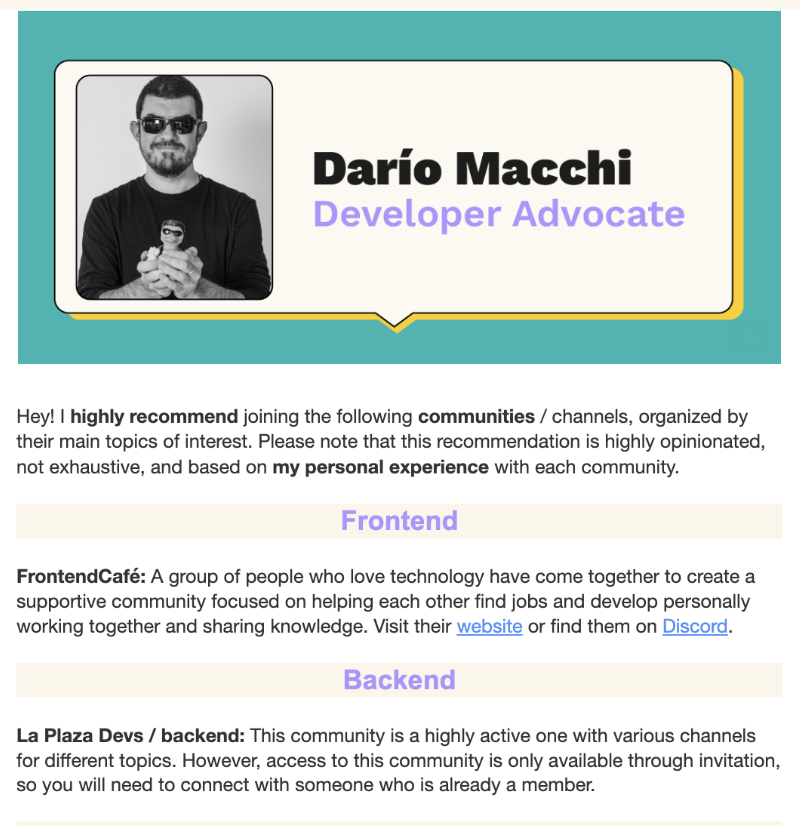 Darío Macchi
Developer Advocate
Hey! I highly recommend joining the following communities / channels, organized by
their main topics of interest. Please note that this recommendation is highly opinionated,
not exhaustive, and based on my personal experience with each community.
Frontend
FrontendCafé: A group of people who love technology have come together to create a
supportive community focused on helping each other find jobs and develop personally
working together and sharing knowledge. Visit their website or find them on Discord.
Backend
La Plaza Devs / backend: This community is a highly active one with various channels
for different topics. However, access to this community is only available through invitation,
so you will need to connect with someone who is already a member.